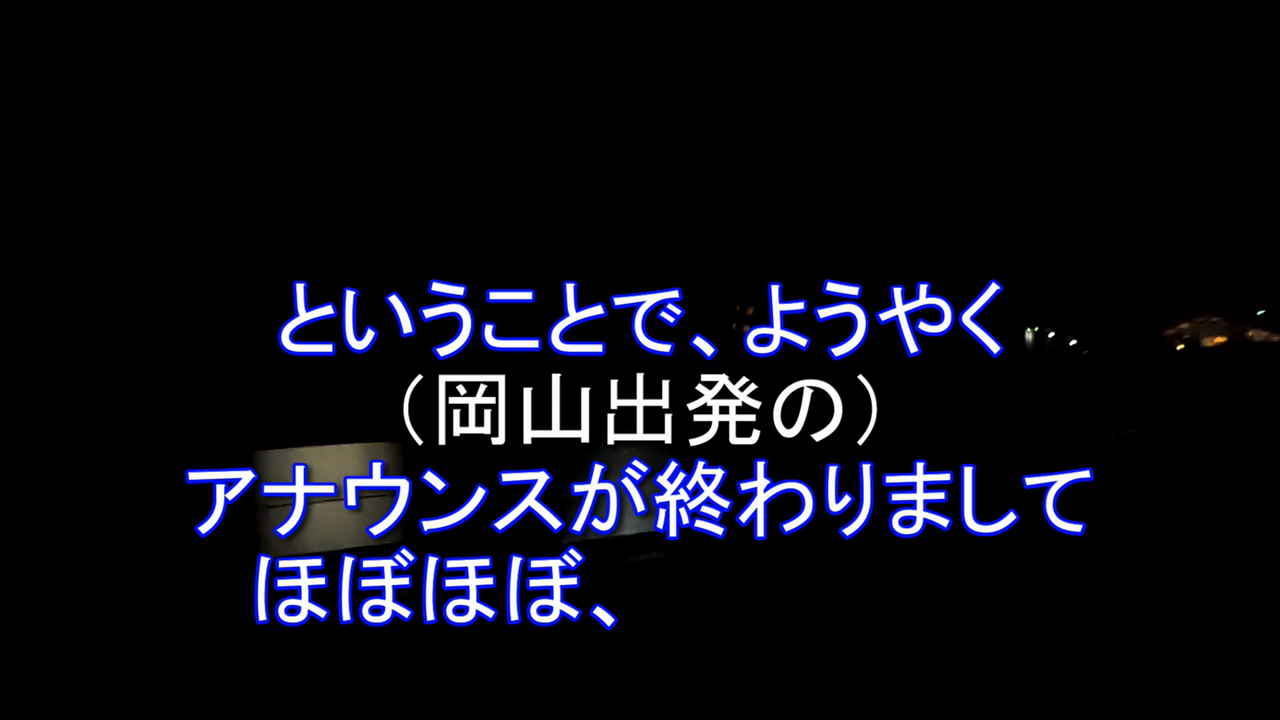 ということで、ようやく
（岡山出発の）
アナウンスが終わりまして
ほぼほぼ、